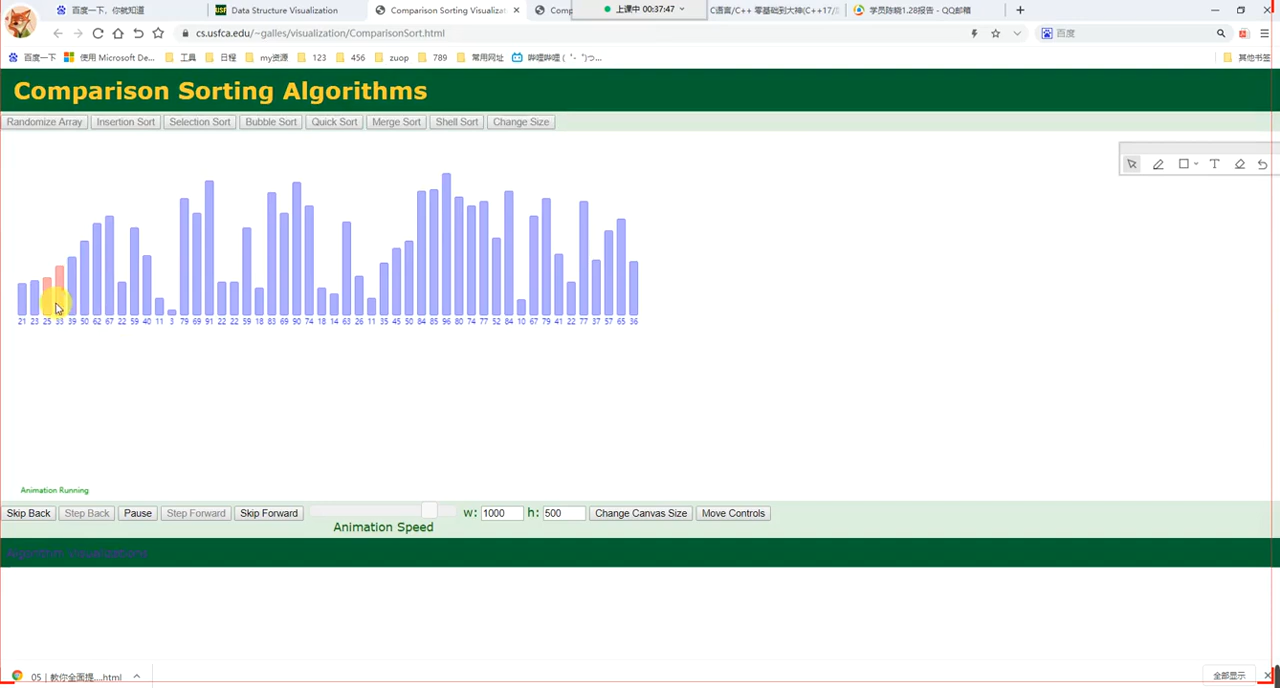 百度一下，你就知道
Data Structure Visualization
Comparison Sorting Visualizat
Comp
上课中 00:37:47
C语言/C++ 零基础到大神(C++17/
学员陈晓1.28报告 - QQ邮箱
cs.usfca.edu/~galles/visualization/ComparisonSort.html
百度
百度一下
使用 Microsoft De...
工具
日程
my资源
123
456
zuop
789
常用网址
哔哩哔哩 (゜-゜)つ...
其他书签
Comparison Sorting Algorithms
Randomize Array
Insertion Sort
Selection Sort
Bubble Sort
Quick Sort
Merge Sort
Shell Sort
Change Size
T
21 23 25 33 39 50 62 67 22 59 40 11 3 79 69 91 22 22 59 18 83 69 90 74 18 14 63 26 11 35 45 50 84 85 96 80 74 77 52 84 10 67 79 41 22 77 37 57 65 36
Animation Running
Skip Back
Step Back
Pause
Step Forward
Skip Forward
w: 1000 h: 500
Change Canvas Size
Move Controls
Animation Speed
Algorithm Visualizations
05 | 教你全面提....html
全部显示